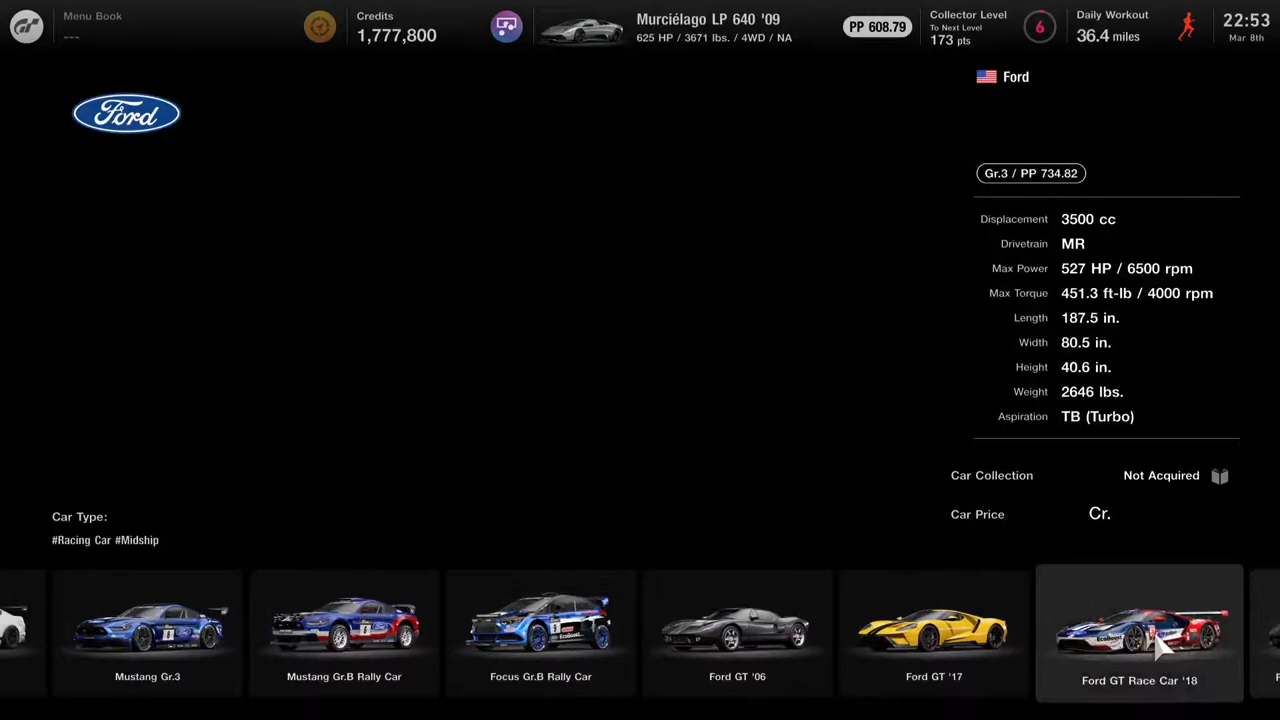 Menu Book
---
Credits
1,777,800
Murciélago LP 640 '09
625 HP / 3671 lbs. / 4WD / NA
PP 608.79
Collector Level
To Next Level
173 pts
6
Daily Workout
36.4 miles
22:53
Mar 8th
Ford
Ford
Gr.3 / PP 734.82
Displacement 3500 cc
Drivetrain MR
Max Power 527 HP / 6500 rpm
Max Torque 451.3 ft-lb / 4000 rpm
Length 187.5 in.
Width 80.5 in.
Height 40.6 in.
Weight 2646 lbs.
Aspiration TB (Turbo)
Car Collection Not Acquired
Car Price Cr.
Car Type:
#Racing Car #Midship
Mustang Gr.3
Mustang Gr.B Rally Car
Focus Gr.B Rally Car
Ford GT '06
Ford GT '17
Ford GT Race Car '18